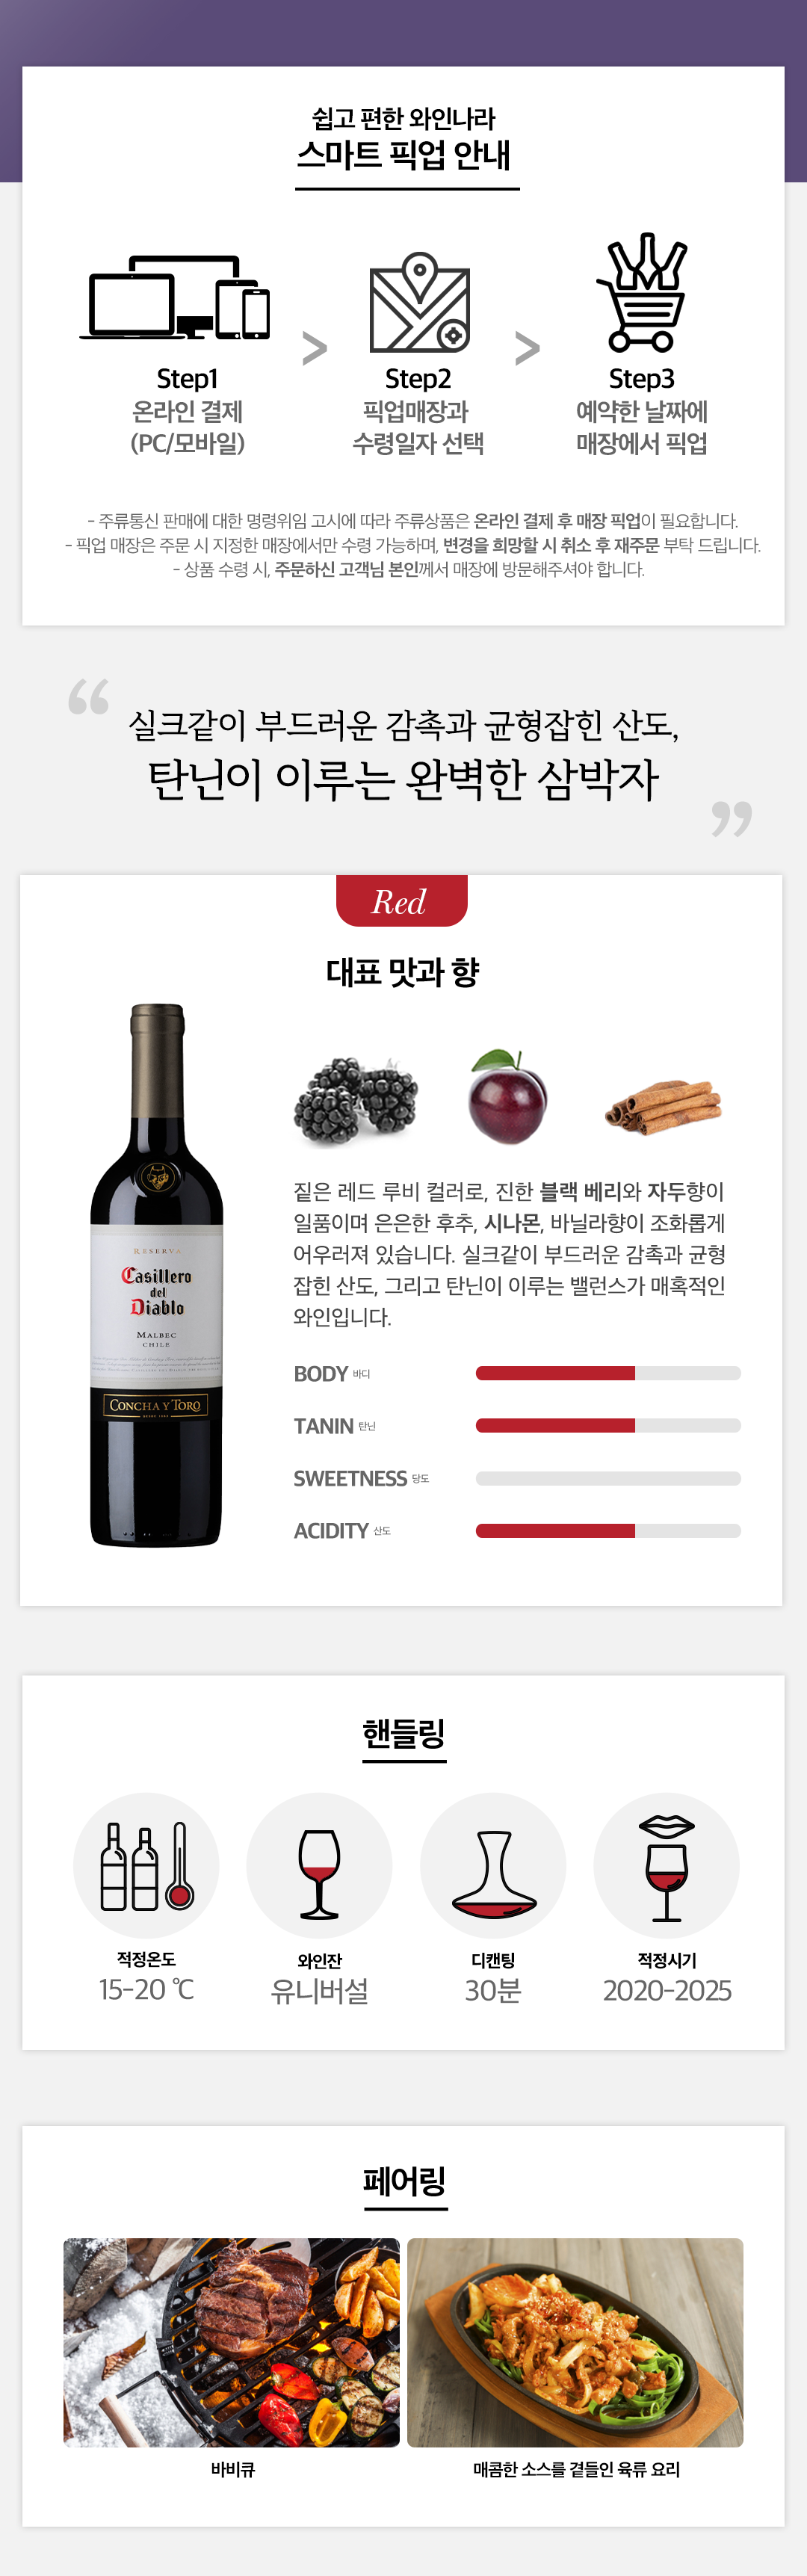 쉽고 편한 와인나라
스마트 픽업 안내
Step1
온라인 결제
(PC/모바일)
>
Step2
픽업매장과
수령일자 선택
>
Step3
예약한 날짜에
매장에서 픽업
- 주류통신 판매에 대한 명령위임 고시에 따라 주류상품은 온라인 결제 후 매장 픽업이 필요합니다.
- 픽업 매장은 주문 시 지정한 매장에서만 수령 가능하며, 변경을 희망할 시 취소 후 재주문 부탁 드립니다.
- 상품 수령 시, 주문하신 고객님 본인께서 매장에 방문해주셔야 합니다.
“ 실크같이 부드러운 감촉과 균형잡힌 산도,
탄닌이 이루는 완벽한 삼박자 ”
Red
대표 맛과 향
RESERVA
Casillero
del
Diablo
MALBEC
CHILE
CONCHA Y TORO
짙은 레드 루비 컬러로, 진한 블랙 베리와 자두향이
일품이며 은은한 후추, 시나몬, 바닐라향이 조화롭게
어우러져 있습니다. 실크같이 부드러운 감촉과 균형
잡힌 산도, 그리고 탄닌이 이루는 밸런스가 매혹적인
와인입니다.
BODY 바디
TANIN 탄닌
SWEETNESS 당도
ACIDITY 산도
핸들링
적정온도
15-20 ℃
와인잔
유니버설
디캔팅
30분
적정시기
2020-2025
페어링
바비큐
매콤한 소스를 곁들인 육류 요리